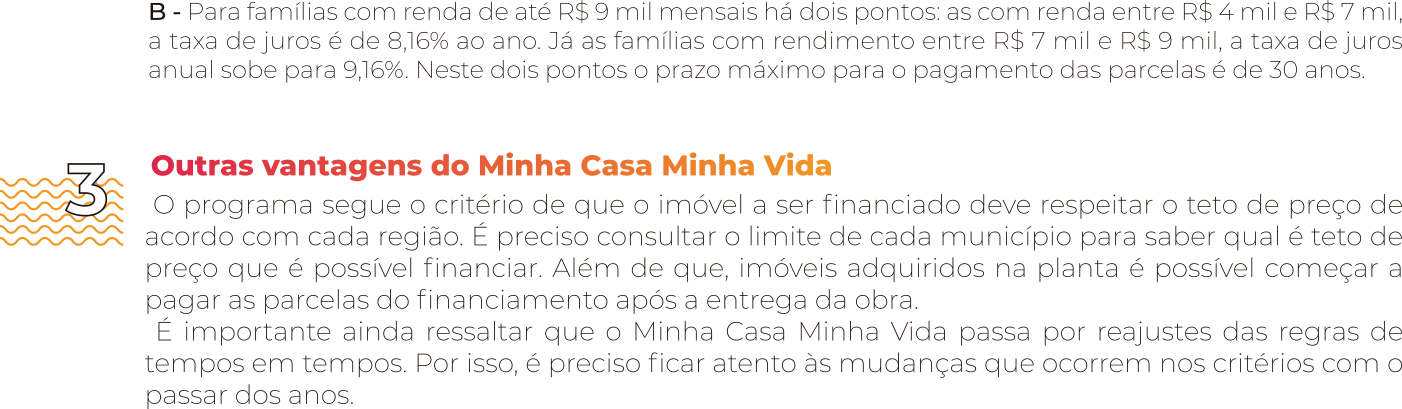 B - Para famílias com renda de até R$ 9 mil mensais há dois pontos: as com renda entre R$ 4 mil e R$ 7 mil,
a taxa de juros é de 8,16% ao ano. Já as famílias com rendimento entre R$ 7 mil e R$ 9 mil, a taxa de juros
anual sobe para 9,16%. Neste dois pontos o prazo máximo para o pagamento das parcelas é de 30 anos.
3
Outras vantagens do Minha Casa Minha Vida
O programa segue o critério de que o imóvel a ser financiado deve respeitar o teto de preço de
acordo com cada região. É preciso consultar o limite de cada município para saber qual é teto de
preço que é possível financiar. Além de que, imóveis adquiridos na planta é possível começar a
pagar as parcelas do financiamento após a entrega da obra.
É importante ainda ressaltar que o Minha Casa Minha Vida passa por reajustes das regras de
tempos em tempos. Por isso, é preciso ficar atento às mudanças que ocorrem nos critérios com o
passar dos anos.